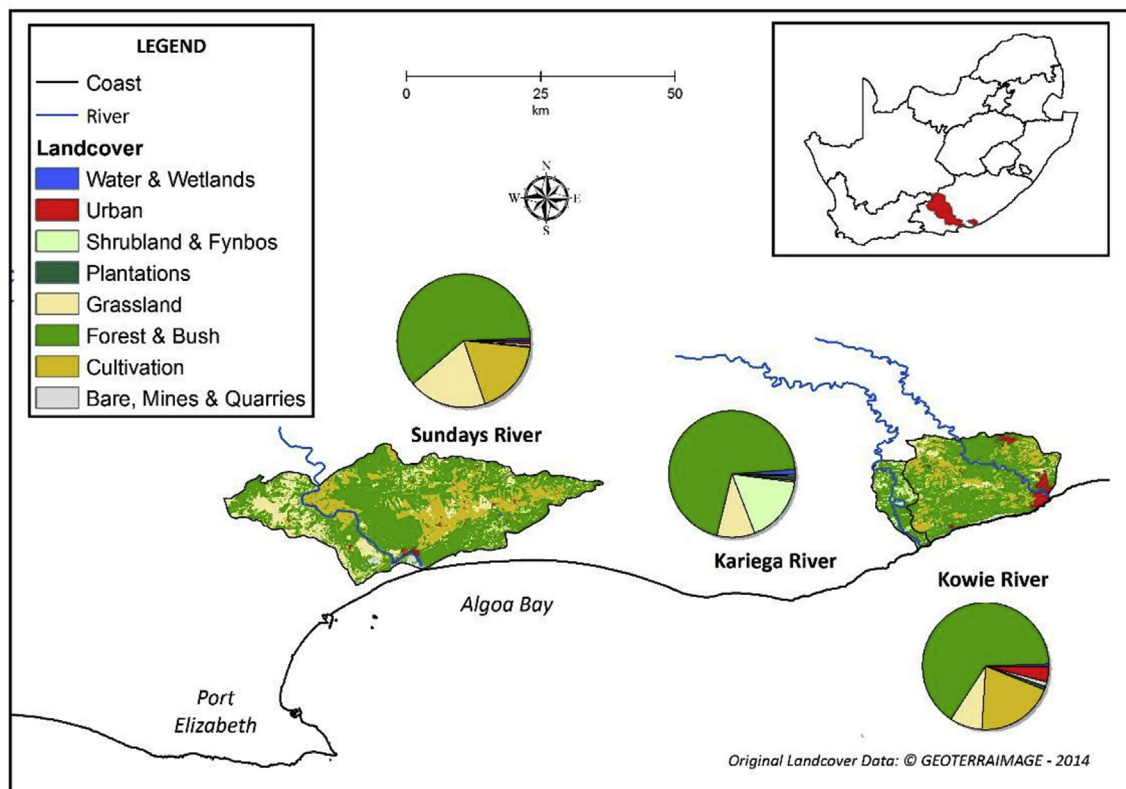 LEGEND
Coast
River
Landcover
Water & Wetlands
Urban
Shrubland & Fynbos
Plantations
Grassland
Forest & Bush
Cultivation
Bare, Mines & Quarries
0 25 50
km
N
W E
S
Sundays River
Kariega River
Kowie River
Algoa Bay
Port
Elizabeth
Original Landcover Data: © GEOTERRAIMAGE - 2014